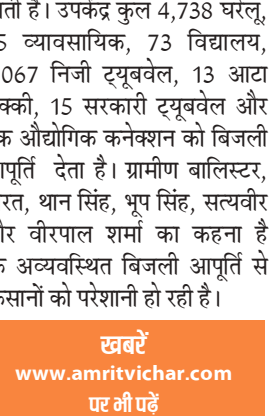 ती है। उपकेंद्र कुल 4,738 घरेलू,
5 व्यावसायिक, 73 विद्यालय,
067 निजी ट्यूबवेल, 13 आटा
क्की, 15 सरकारी ट्यूबवेल और
क औद्योगिक कनेक्शन को बिजली
पूर्ति देता है। ग्रामीण बालिस्टर,
रत, थान सिंह, भूप सिंह, सत्यवीर
र वीरपाल शर्मा का कहना है
अव्यवस्थित बिजली आपूर्ति से
सानों को परेशानी हो रही है।
खबरें
www.amritvichar.com
पर भी पढ़ें